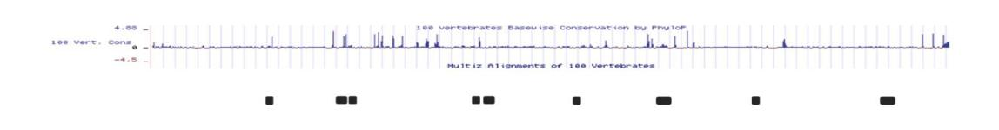 4.88 _ 100 vertebrates Basewise Conservation by PhyloP
100 Vert. Cons
0 _
-4.5 _
Multiz Alignments of 100 Vertebrates